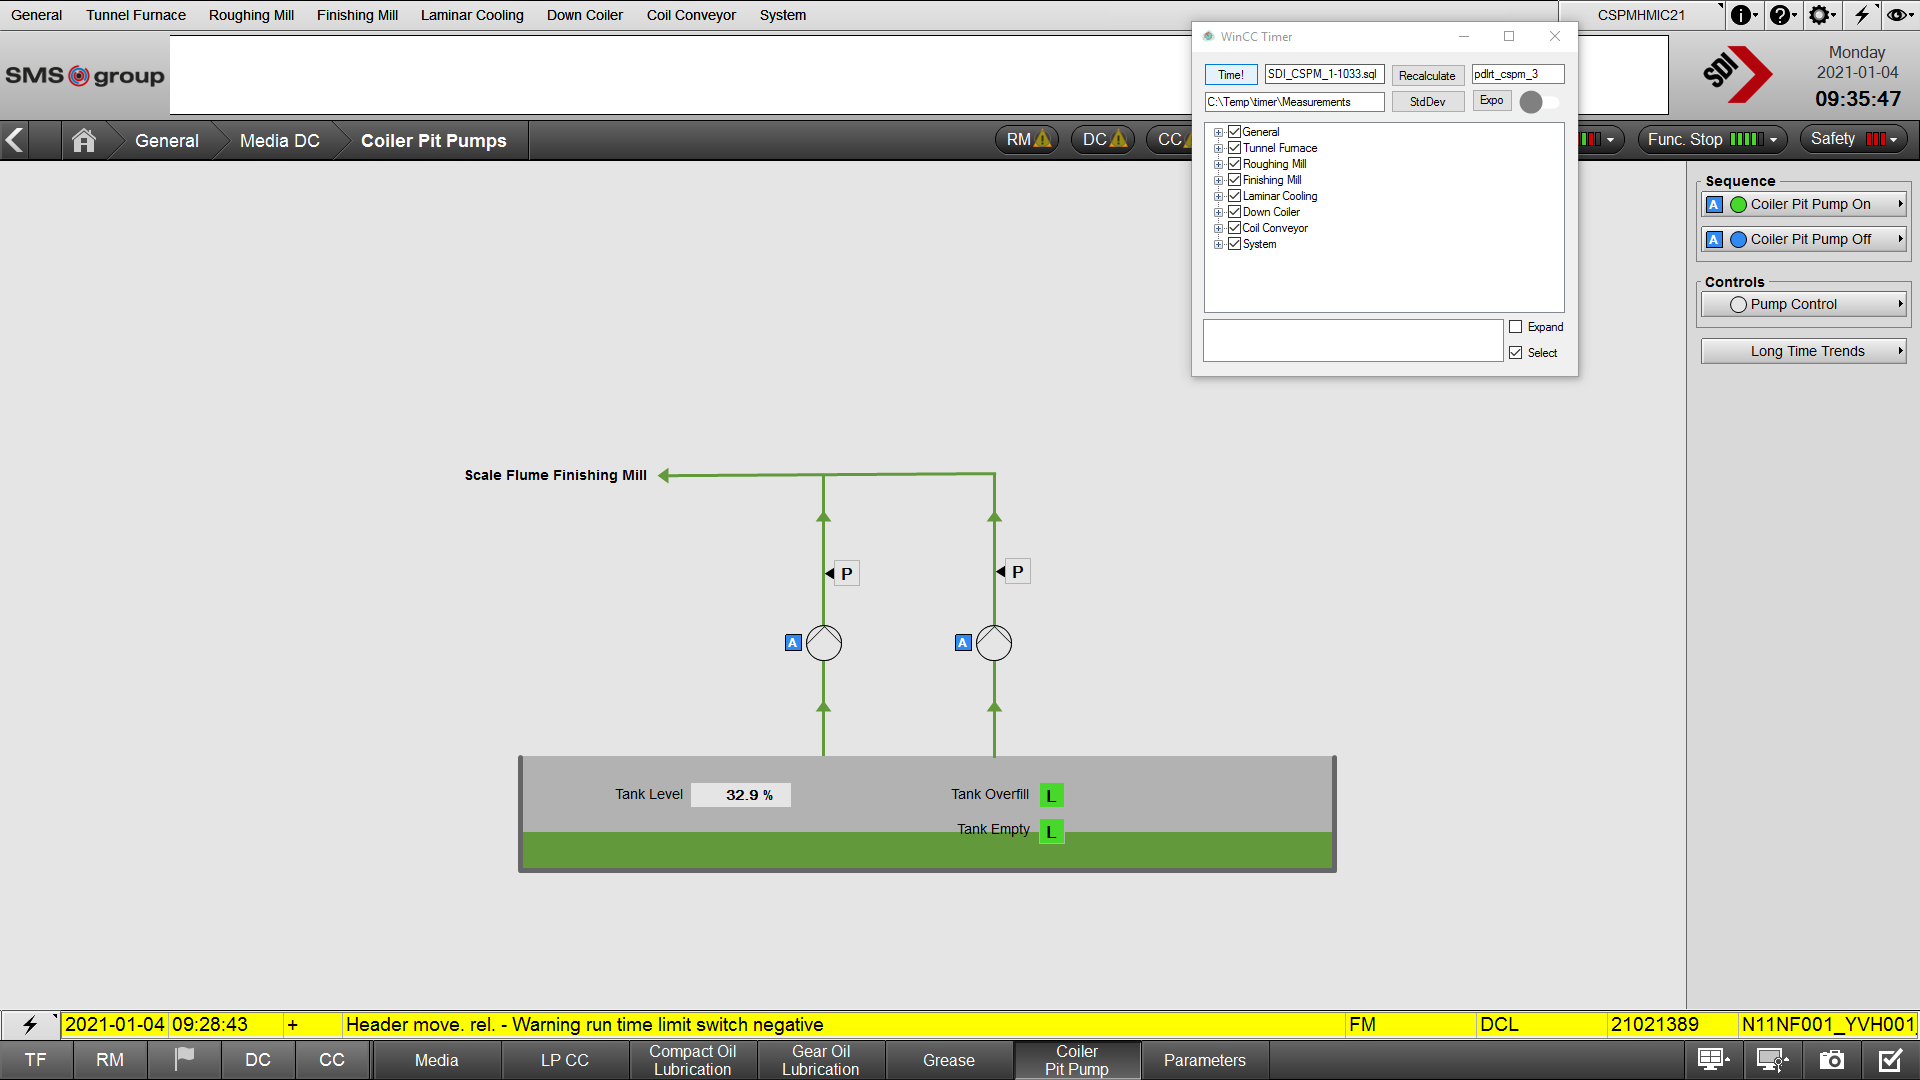 General Tunnel Furnace Roughing Mill Finishing Mill Laminar Cooling Down Coiler Coil Conveyor System CSPMHMIC21
SMS group
SDI
Monday
2021-01-04
09:35:47
General Media DC Coiler Pit Pumps RM DC CC Func. Stop Safety
WinCC Timer
Time! SDI_CSPM_1-1033.sql Recalculate pdlrt_cspm_3
C:\Temp\timer\Measurements StdDev Expo
General
Tunnel Furnace
Roughing Mill
Finishing Mill
Laminar Cooling
Down Coiler
Coil Conveyor
System
Expand
Select
Sequence
A Coiler Pit Pump On
A Coiler Pit Pump Off
Controls
Pump Control
Long Time Trends
Scale Flume Finishing Mill
P P
A A
Tank Level 32.9 % Tank Overfill L
Tank Empty L
2021-01-04 09:28:43 + Header move. rel. - Warning run time limit switch negative FM DCL 21021389 N11NF001_YVH001
TF RM DC CC Media LP CC Compact Oil Lubrication Gear Oil Lubrication Grease Coiler Pit Pump Parameters